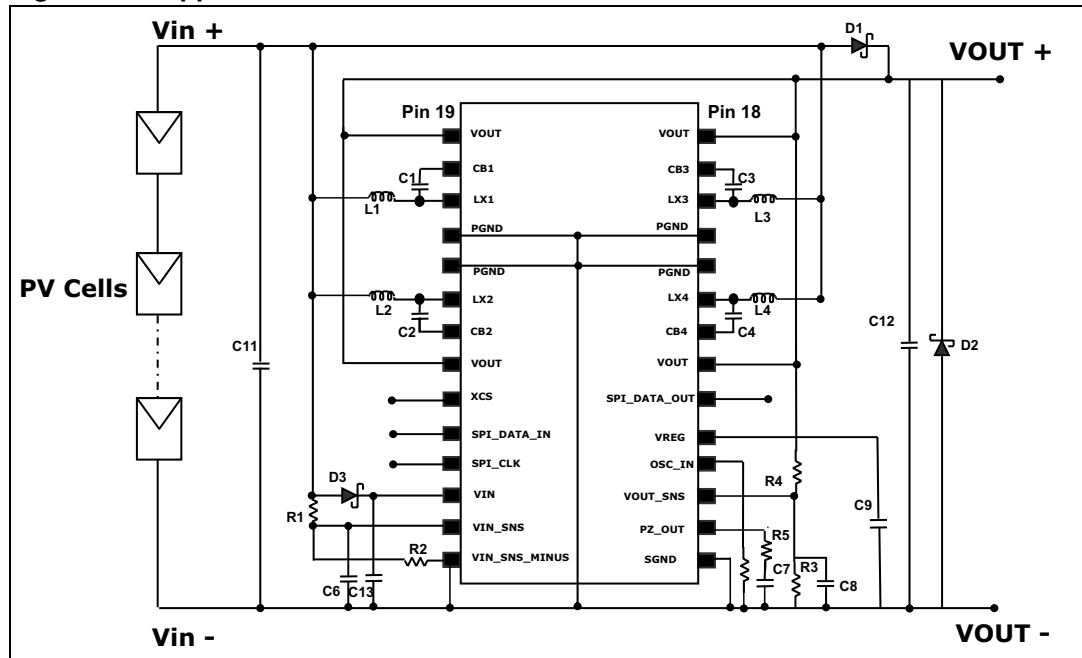 Vin +
D1
VOUT +
Pin 19
Pin 18
VOUT
VOUT
C1
CB1
CB3
C3
L1
LX1
LX3
L3
PGND
PGND
PGND
PGND
PV Cells
L2
LX2
LX4
L4
C2
CB2
CB4
C4
C11
C12
D2
VOUT
VOUT
XCS
SPI_DATA_OUT
SPI_DATA_IN
VREG
SPI_CLK
OSC_IN
D3
VIN
VOUT_SNS
R4
R1
C9
VIN_SNS
PZ_OUT
R5
R2
VIN_SNS_MINUS
SGND
C7
R3
C6
C13
C8
Vin -
VOUT -